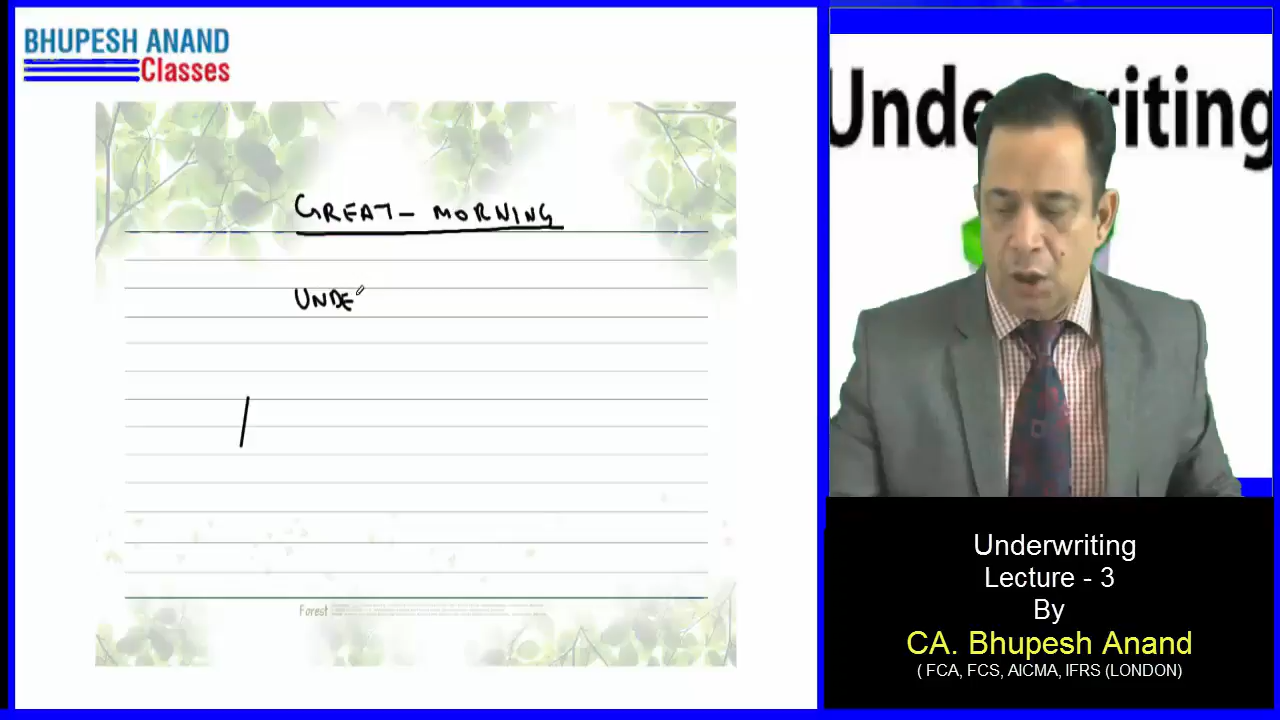 BHUPESH ANAND
Classes
Underwriting
GREAT - MORNING
UNDE
Forest
Underwriting
Lecture - 3
By
CA. Bhupesh Anand
( FCA, FCS, AICMA, IFRS (LONDON)